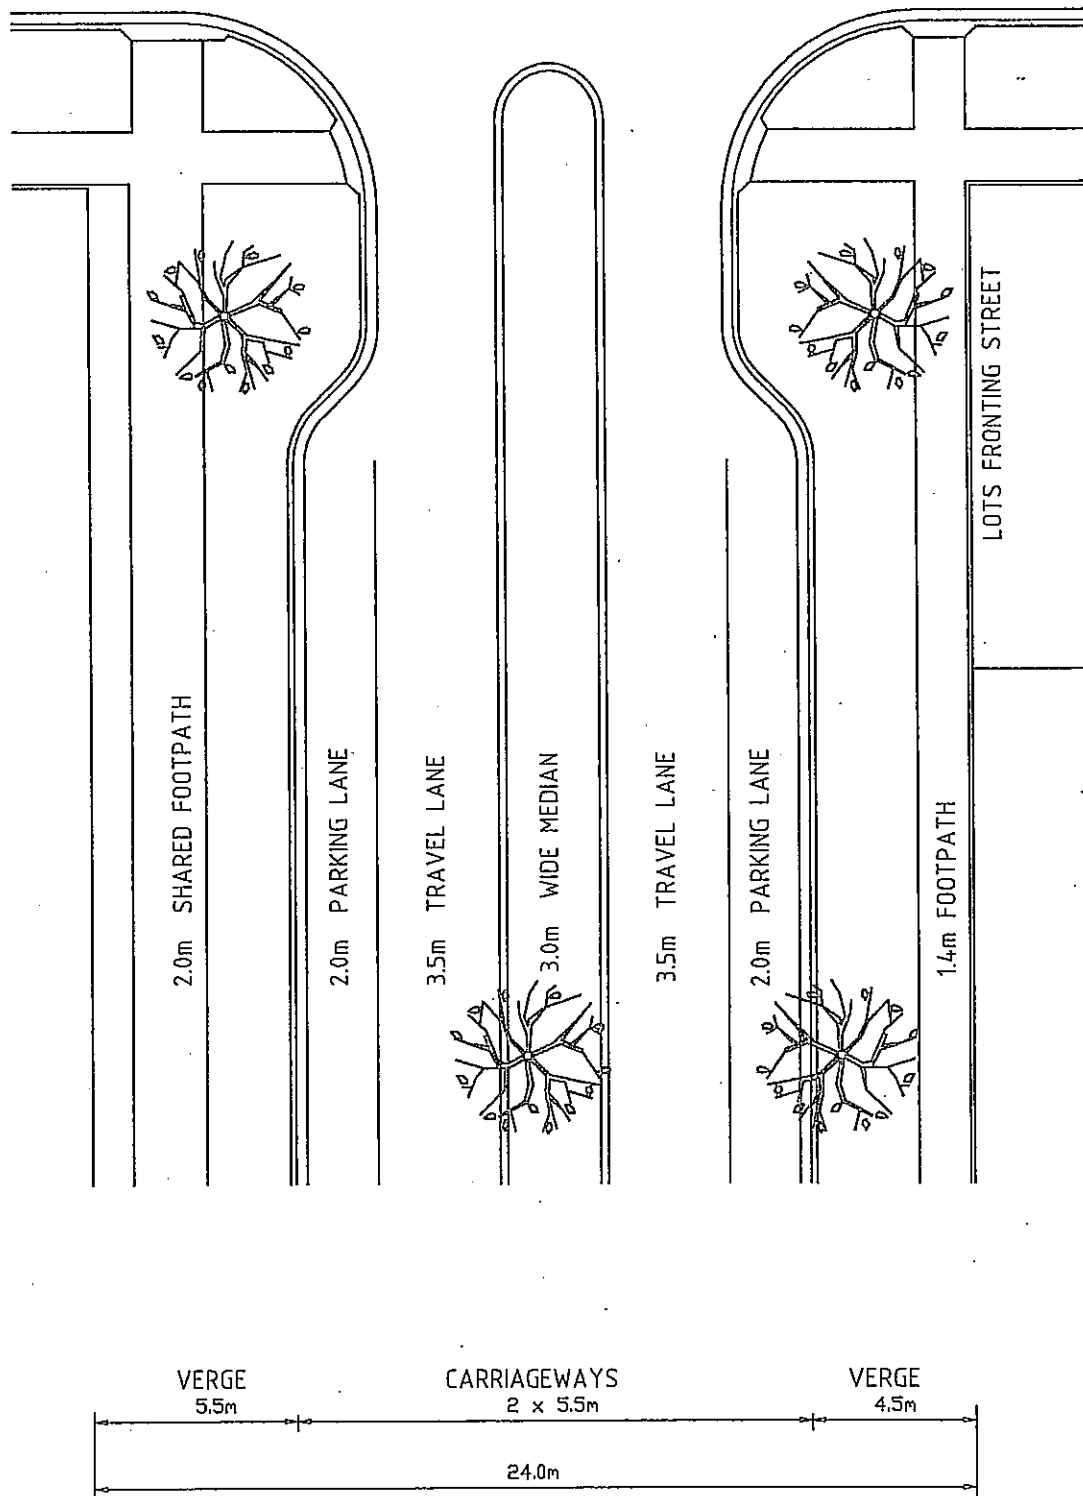 LOTS FRONTING STREET
2.0m SHARED FOOTPATH
2.0m PARKING LANE
3.5m TRAVEL LANE
3.0m WIDE MEDIAN
3.5m TRAVEL LANE
2.0m PARKING LANE
1.4m FOOTPATH
VERGE
5.5m
CARRIAGEWAYS
2 x 5.5m
VERGE
4.5m
24.0m